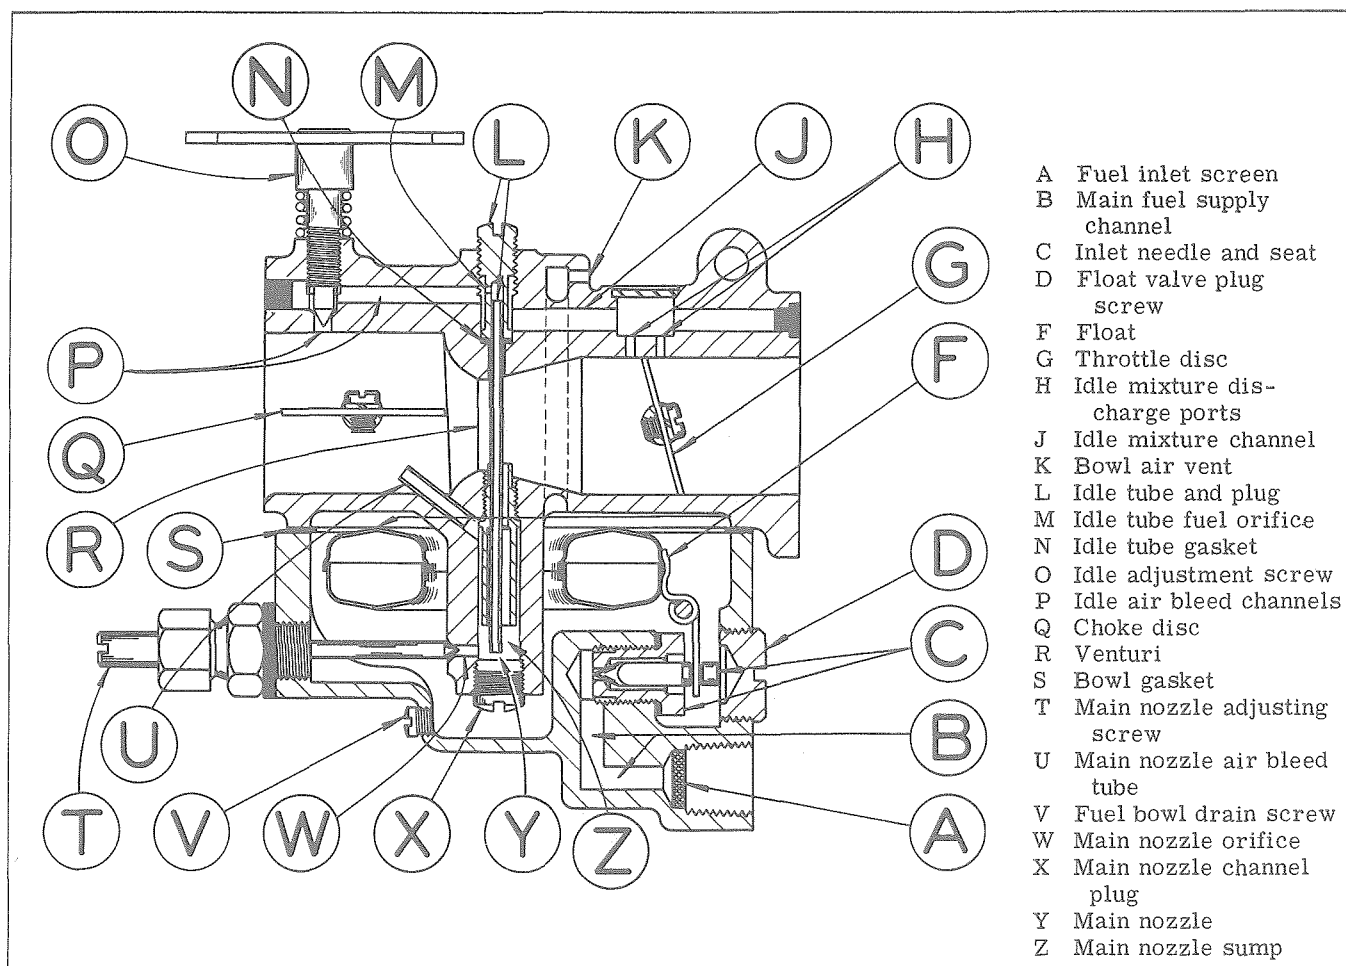 N M L K J H
O
G
P
F
Q
R S
D
C
U
B
T V W X Y Z A
A Fuel inlet screen
B Main fuel supply
channel
C Inlet needle and seat
D Float valve plug
screw
F Float
G Throttle disc
H Idle mixture dis-
charge ports
J Idle mixture channel
K Bowl air vent
L Idle tube and plug
M Idle tube fuel orifice
N Idle tube gasket
O Idle adjustment screw
P Idle air bleed channels
Q Choke disc
R Venturi
S Bowl gasket
T Main nozzle adjusting
screw
U Main nozzle air bleed
tube
V Fuel bowl drain screw
W Main nozzle orifice
X Main nozzle channel
plug
Y Main nozzle
Z Main nozzle sump